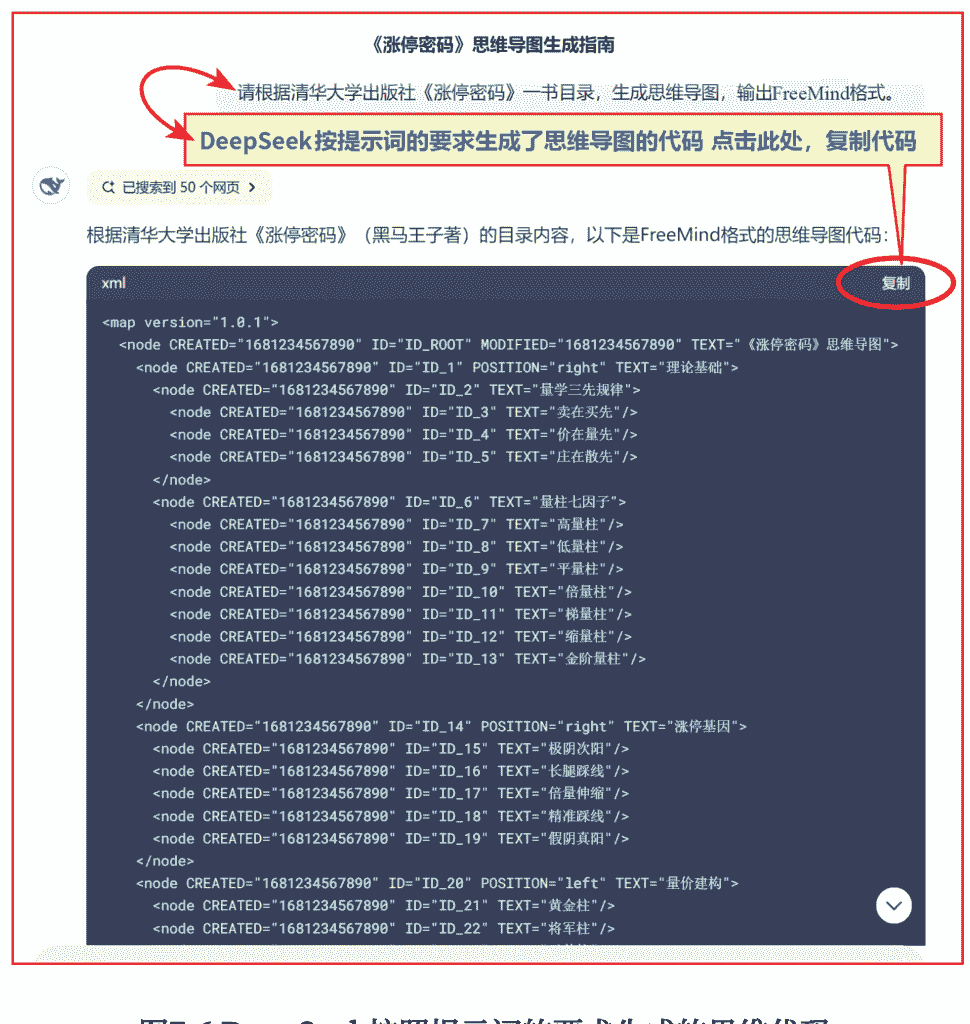 《涨停密码》思维导图生成指南
请根据清华大学出版社《涨停密码》一书目录，生成思维导图，输出FreeMind格式。
DeepSeek按提示词的要求生成了思维导图的代码 点击此处，复制代码
已搜索到 50 个网页 >
根据清华大学出版社《涨停密码》（黑马王子著）的目录内容，以下是FreeMind格式的思维导图代码：
xml 复制
<map version="1.0.1">
<node CREATED="1681234567890" ID="ID_ROOT" MODIFIED="1681234567890" TEXT="《涨停密码》思维导图">
<node CREATED="1681234567890" ID="ID_1" POSITION="right" TEXT="理论基础">
<node CREATED="1681234567890" ID="ID_2" TEXT="量学三先规律">
<node CREATED="1681234567890" ID="ID_3" TEXT="卖在买先"/>
<node CREATED="1681234567890" ID="ID_4" TEXT="价在量先"/>
<node CREATED="1681234567890" ID="ID_5" TEXT="庄在散先"/>
</node>
<node CREATED="1681234567890" ID="ID_6" TEXT="量柱七因子">
<node CREATED="1681234567890" ID="ID_7" TEXT="高量柱"/>
<node CREATED="1681234567890" ID="ID_8" TEXT="低量柱"/>
<node CREATED="1681234567890" ID="ID_9" TEXT="平量柱"/>
<node CREATED="1681234567890" ID="ID_10" TEXT="倍量柱"/>
<node CREATED="1681234567890" ID="ID_11" TEXT="梯量柱"/>
<node CREATED="1681234567890" ID="ID_12" TEXT="缩量柱"/>
<node CREATED="1681234567890" ID="ID_13" TEXT="金阶量柱"/>
</node>
</node>
<node CREATED="1681234567890" ID="ID_14" POSITION="right" TEXT="涨停基因">
<node CREATED="1681234567890" ID="ID_15" TEXT="极阴次阳"/>
<node CREATED="1681234567890" ID="ID_16" TEXT="长腿踩线"/>
<node CREATED="1681234567890" ID="ID_17" TEXT="倍量伸缩"/>
<node CREATED="1681234567890" ID="ID_18" TEXT="精准踩线"/>
<node CREATED="1681234567890" ID="ID_19" TEXT="假阴真阳"/>
</node>
<node CREATED="1681234567890" ID="ID_20" POSITION="left" TEXT="量价建构">
<node CREATED="1681234567890" ID="ID_21" TEXT="黄金柱"/>
<node CREATED="1681234567890" ID="ID_22" TEXT="将军柱"/>